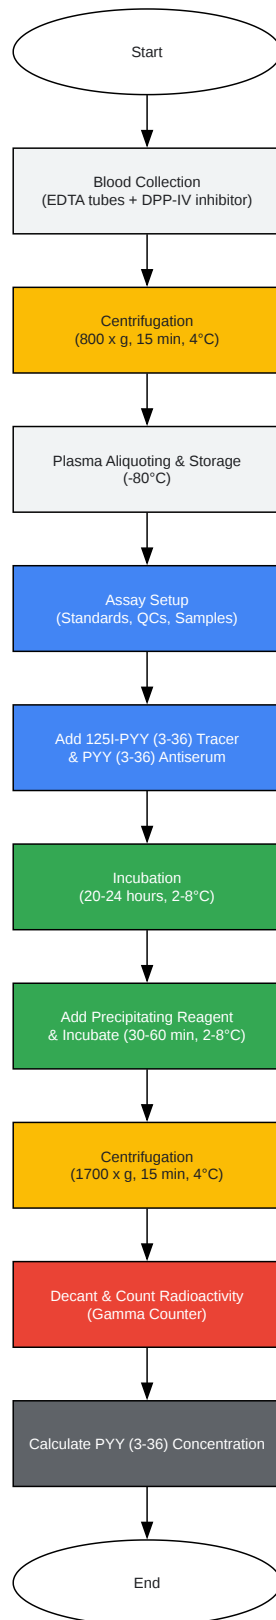 Start
Blood Collection
(EDTA tubes + DPP-IV inhibitor)
Centrifugation
(800 x g, 15 min, 4°C)
Plasma Aliquoting & Storage
(-80°C)
Assay Setup
(Standards, QCs, Samples)
Add 125I-PYY (3-36) Tracer
& PYY (3-36) Antiserum
Incubation
(20-24 hours, 2-8°C)
Add Precipitating Reagent
& Incubate (30-60 min, 2-8°C)
Centrifugation
(1700 x g, 15 min, 4°C)
Decant & Count Radioactivity
(Gamma Counter)
Calculate PYY (3-36) Concentration
End